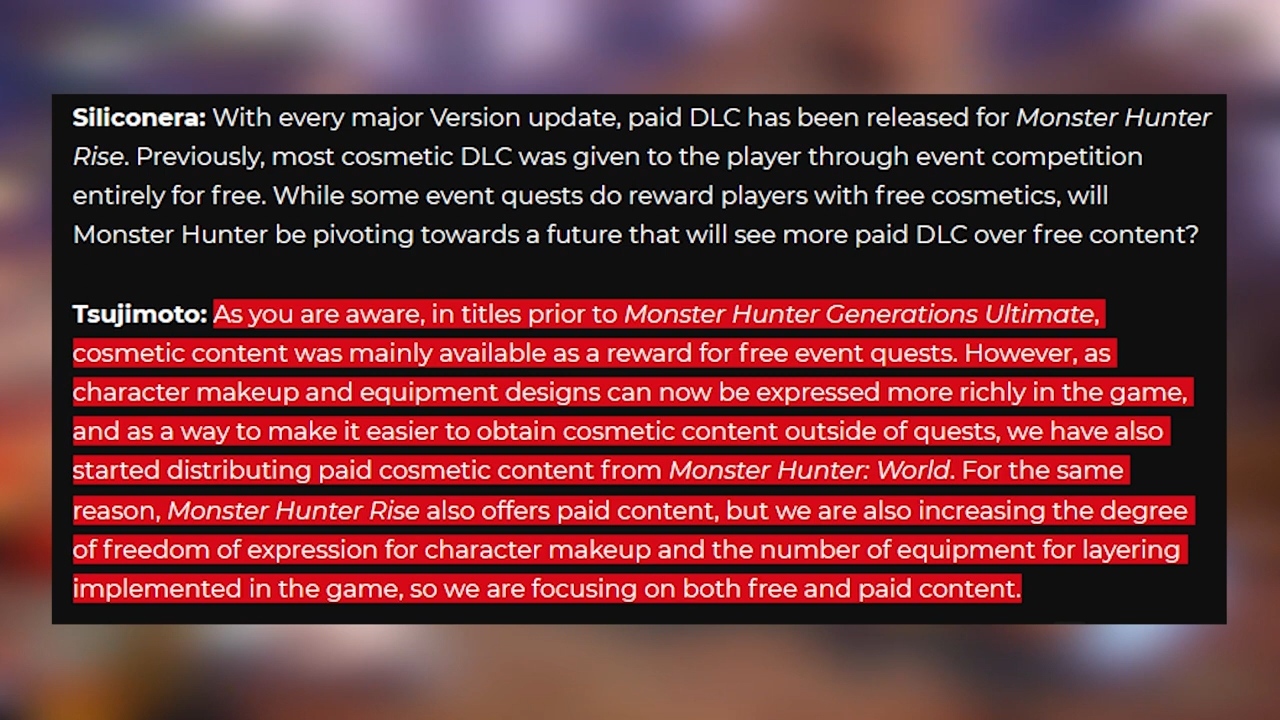 Siliconera: With every major Version update, paid DLC has been released for Monster Hunter
Rise. Previously, most cosmetic DLC was given to the player through event competition
entirely for free. While some event quests do reward players with free cosmetics, will
Monster Hunter be pivoting towards a future that will see more paid DLC over free content?
Tsujimoto: As you are aware, in titles prior to Monster Hunter Generations Ultimate,
cosmetic content was mainly available as a reward for free event quests. However, as
character makeup and equipment designs can now be expressed more richly in the game,
and as a way to make it easier to obtain cosmetic content outside of quests, we have also
started distributing paid cosmetic content from Monster Hunter: World. For the same
reason, Monster Hunter Rise also offers paid content, but we are also increasing the degree
of freedom of expression for character makeup and the number of equipment for layering
implemented in the game, so we are focusing on both free and paid content.